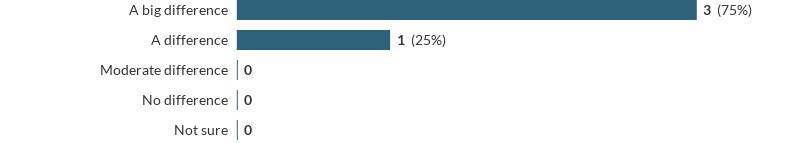 A big difference 3 (75%)
A difference 1 (25%)
Moderate difference 0
No difference 0
Not sure 0